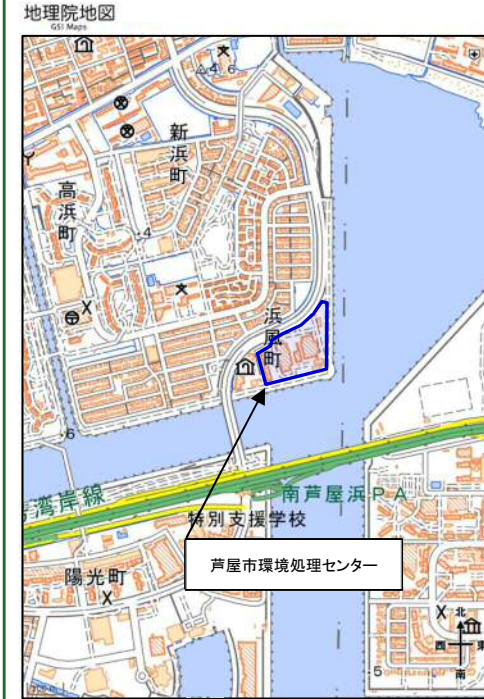 地理院地図
GSI Maps
4.6
新浜町
高浜町
4
浜風町
6
湾岸線
南芦屋浜PA
特別支援学校
芦屋市環境処理センター
陽光町
5
北
西
東
南